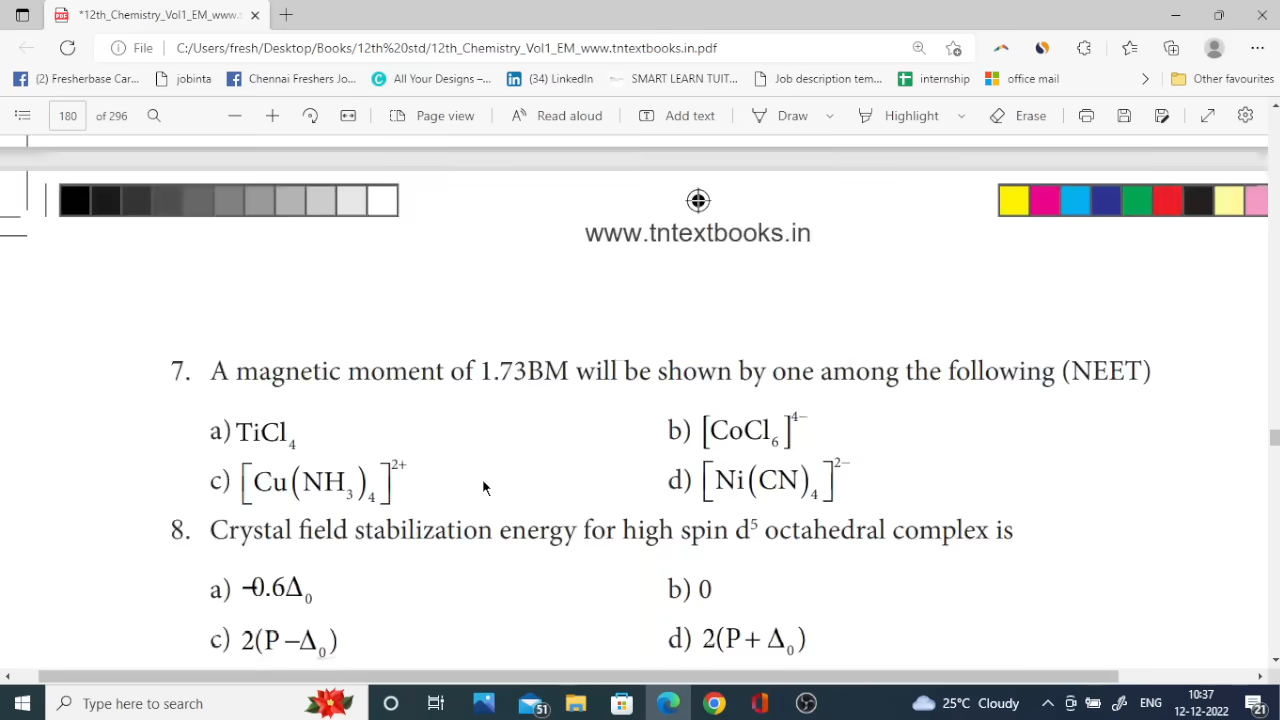 *12th_Chemistry_Vol1_EM_www.
File C:/Users/fresh/Desktop/Books/12th%20std/12th_Chemistry_Vol1_EM_www.tntextbooks.in.pdf
(2) Fresherbase Car... jobinta Chennai Freshers Jo... All Your Designs –... (34) LinkedIn SMART LEARN TUIT... Job description tem... internship office mail Other favourites
180 of 296 Page view Read aloud Add text Draw Highlight Erase
www.tntextbooks.in
7. A magnetic moment of 1.73BM will be shown by one among the following (NEET)
a) TiCl₄ b) [CoCl₆]⁴⁻
c) [Cu(NH₃)₄]²⁺ d) [Ni(CN)₄]²⁻
8. Crystal field stabilization energy for high spin d⁵ octahedral complex is
a) -0.6Δ₀ b) 0
c) 2(P−Δ₀) d) 2(P+Δ₀)
Type here to search 51 25°C Cloudy ENG 10:37
12-12-2022 21